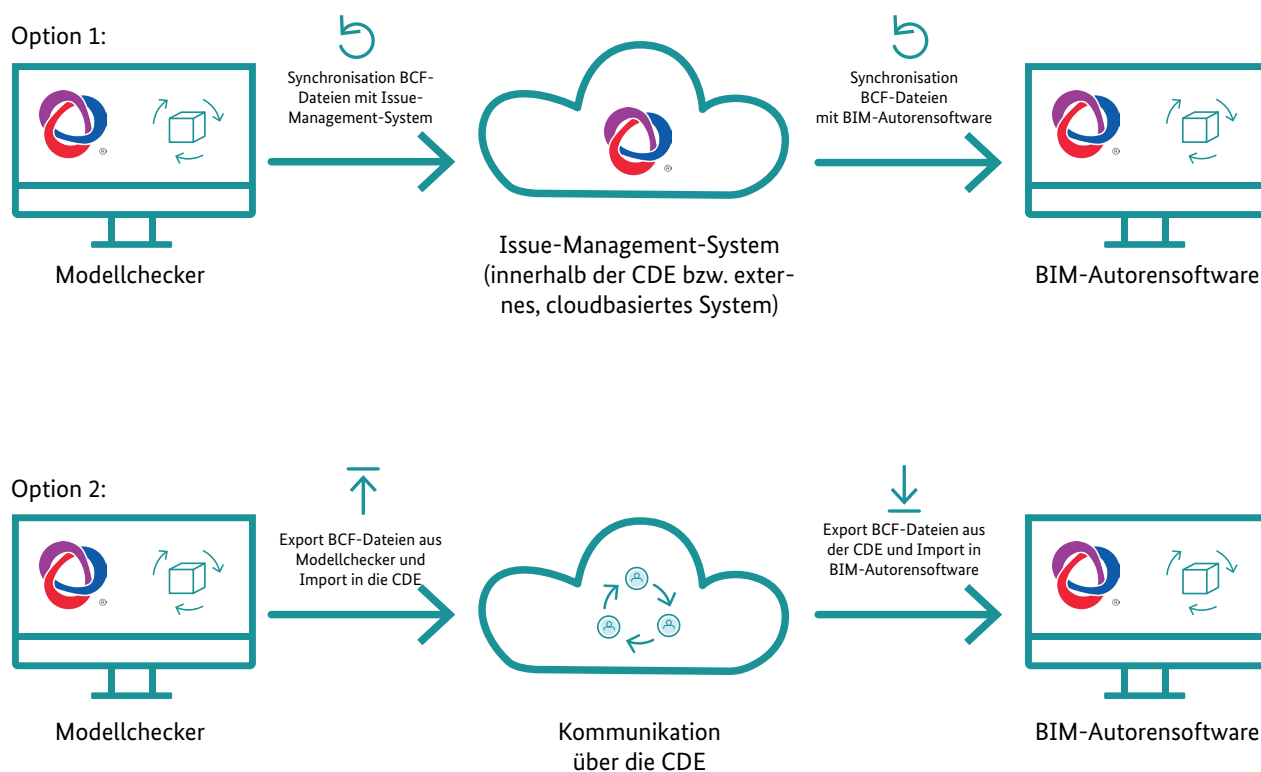 Option 1:
Synchronisation BCF-
Dateien mit Issue-
Management-System
Synchronisation
BCF-Dateien
mit BIM-Autorensoftware
®
®
®
Modellchecker
Issue-Management-System
(innerhalb der CDE bzw. exter-
nes, cloudbasiertes System)
BIM-Autorensoftware
Option 2:
Export BCF-Dateien aus
Modellchecker und
Import in die CDE
Export BCF-Dateien aus
der CDE und Import in
BIM-Autorensoftware
®
®
Modellchecker
Kommunikation
über die CDE
BIM-Autorensoftware